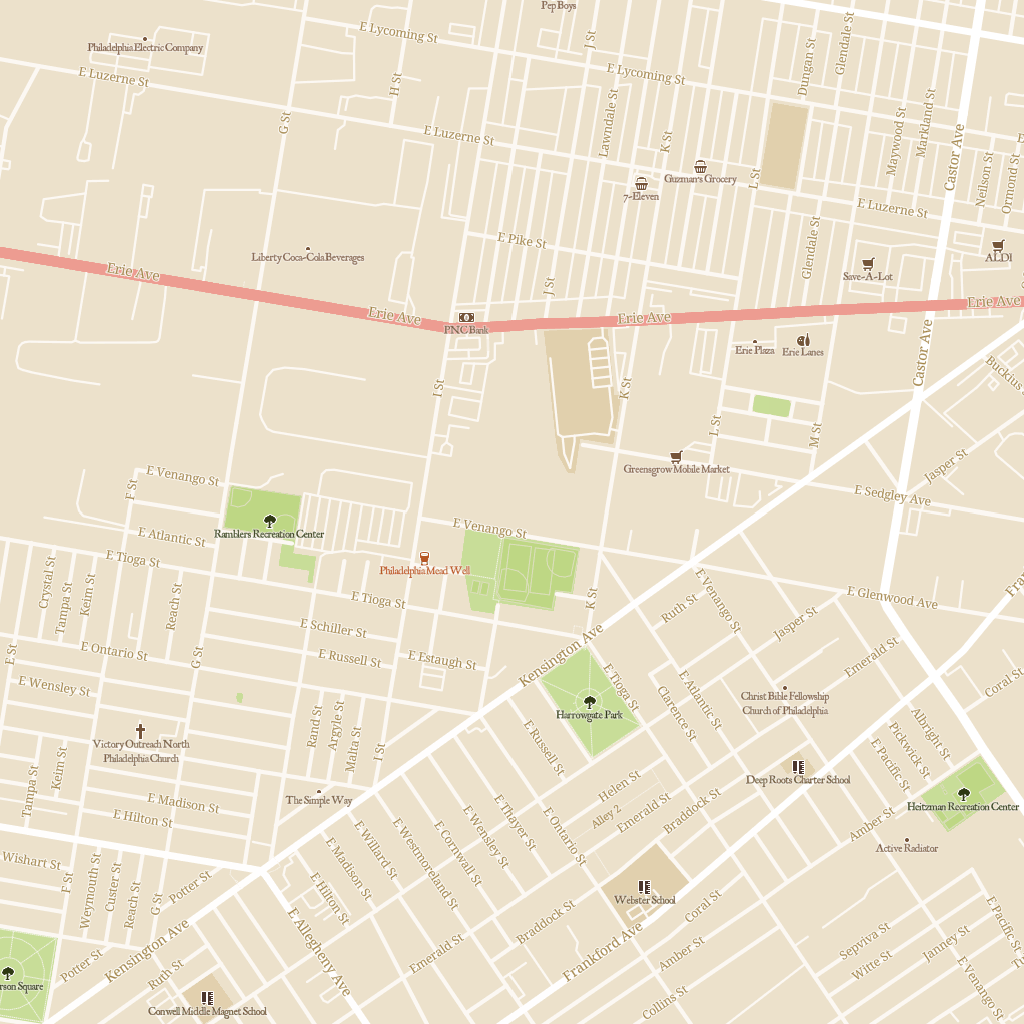 Pep Boys
E Lycoming St
J St
Dungan St
Glendale St
Philadelphia Electric Company
E Luzerne St
H St
E Lycoming St
G St
Lawndale St
Maywood St
Markland St
E Luzerne St
K St
Castor Ave
Guzman's Grocery
L St
Neilson St
Ormond St
7-Eleven
E Luzerne St
E Pike St
Glendale St
Liberty Coca-Cola Beverages
ALDI
Erie Ave
Save-A-Lot
J St
Erie Ave
Erie Ave
Erie Ave
PNC Bank
Erie Plaza
Erie Lanes
Castor Ave
I St
K St
Buckius
L St
M St
Greensgrow Mobile Market
Jasper St
E Venango St
F St
E Sedgley Ave
E Venango St
Ramblers Recreation Center
E Atlantic St
E Tioga St
Philadelphia Mead Well
Crystal St
Tampa St
Keim St
Reach St
E Tioga St
K St
Ruth St
E Venango St
E Glenwood Ave
Fran
E Schiller St
Jasper St
E St
E Ontario St
G St
E Russell St
E Estaugh St
Kensington Ave
Emerald St
E Wensley St
E Tioga St
E Atlantic St
Coral St
Christ Bible Fellowship
Church of Philadelphia
Harrowgate Park
Clarence St
Rand St
Argyle St
Malta St
I St
Victory Outreach North
Philadelphia Church
E Russell St
Albright St
Pickwick St
E Pacific St
Tampa St
Keim St
Deep Roots Charter School
The Simple Way
Helen St
E Madison St
Alley 2
Emerald St
Braddock St
Heitzman Recreation Center
E Hilton St
Amber St
E Thayer St
E Ontario St
E Wensley St
E Cornwall St
E Westmoreland St
E Willard St
E Madison St
Active Radiator
Wishart St
F St
Weymouth St
Custer St
Reach St
G St
Potter St
E Hilton St
Webster School
Coral St
E Allegheny Ave
Braddock St
Kensington Ave
Emerald St
Frankford Ave
Amber St
Sepviva St
Janney St
E Pacific St
Witte St
Potter St
Ruth St
E Venango St
rson Square
Collins St
Conwell Middle Magnet School